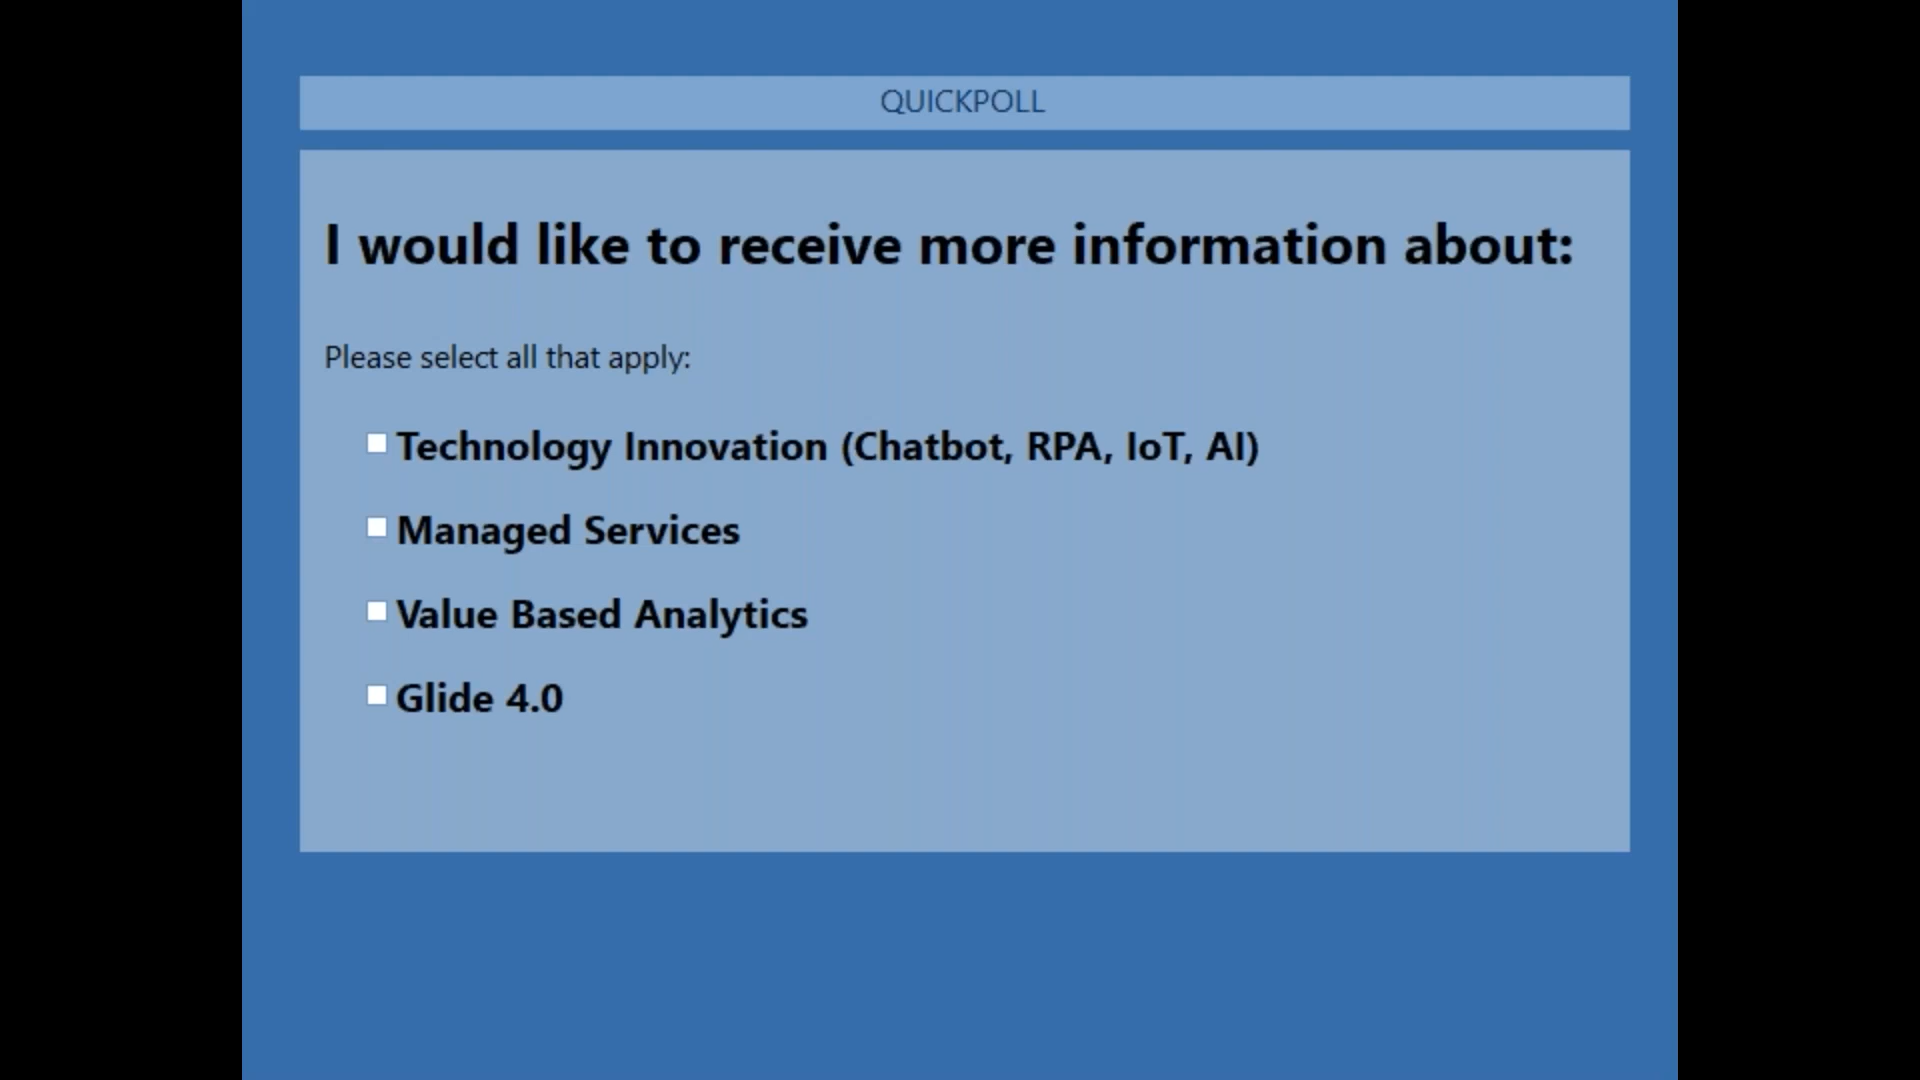 QUICKPOLL
I would like to receive more information about:
Please select all that apply:
Technology Innovation (Chatbot, RPA, IoT, AI)
Managed Services
Value Based Analytics
Glide 4.0